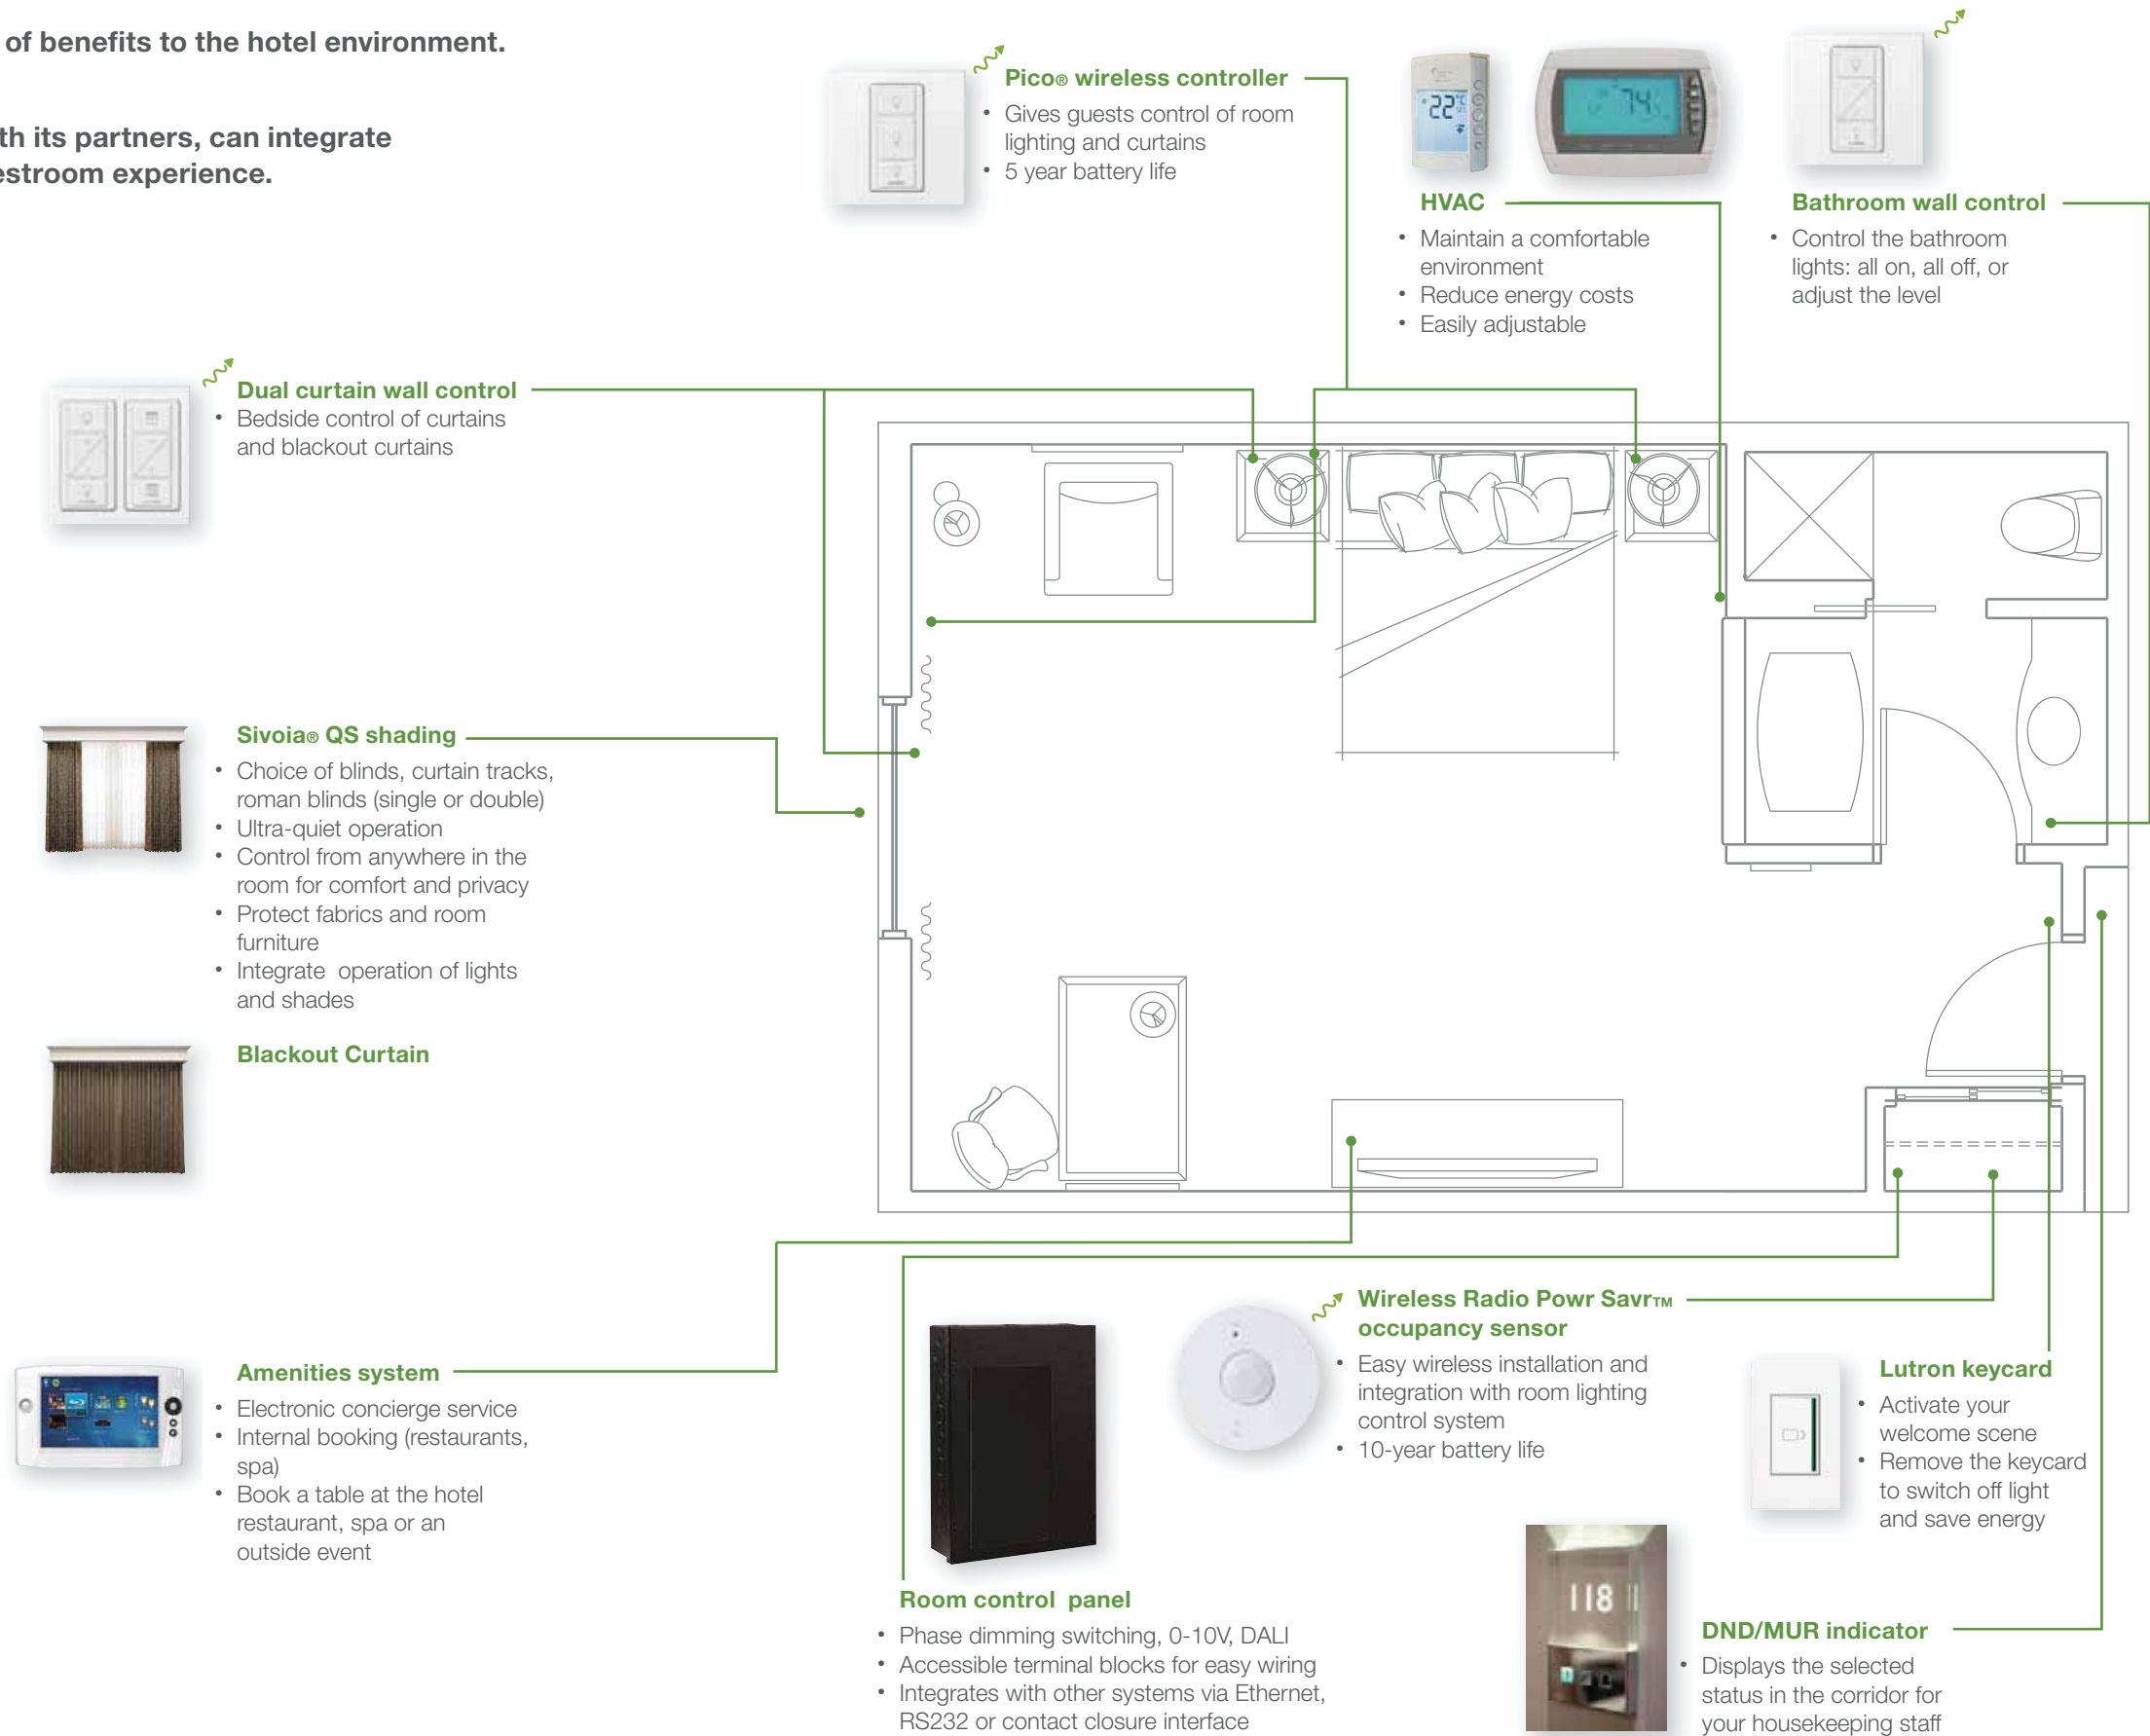 of benefits to the hotel environment.
th its partners, can integrate
estroom experience.
Pico® wireless controller
• Gives guests control of room
lighting and curtains
• 5 year battery life
22°c
74
HVAC
• Maintain a comfortable
environment
• Reduce energy costs
• Easily adjustable
Bathroom wall control
• Control the bathroom
lights: all on, all off, or
adjust the level
Dual curtain wall control
• Bedside control of curtains
and blackout curtains
Sivoia® QS shading
• Choice of blinds, curtain tracks,
roman blinds (single or double)
• Ultra-quiet operation
• Control from anywhere in the
room for comfort and privacy
• Protect fabrics and room
furniture
• Integrate operation of lights
and shades
Blackout Curtain
Amenities system
• Electronic concierge service
• Internal booking (restaurants,
spa)
• Book a table at the hotel
restaurant, spa or an
outside event
Room control panel
• Phase dimming switching, 0-10V, DALI
• Accessible terminal blocks for easy wiring
• Integrates with other systems via Ethernet,
RS232 or contact closure interface
Wireless Radio Powr Savr™
occupancy sensor
• Easy wireless installation and
integration with room lighting
control system
• 10-year battery life
Lutron keycard
• Activate your
welcome scene
• Remove the keycard
to switch off light
and save energy
118
DND/MUR indicator
• Displays the selected
status in the corridor for
your housekeeping staff